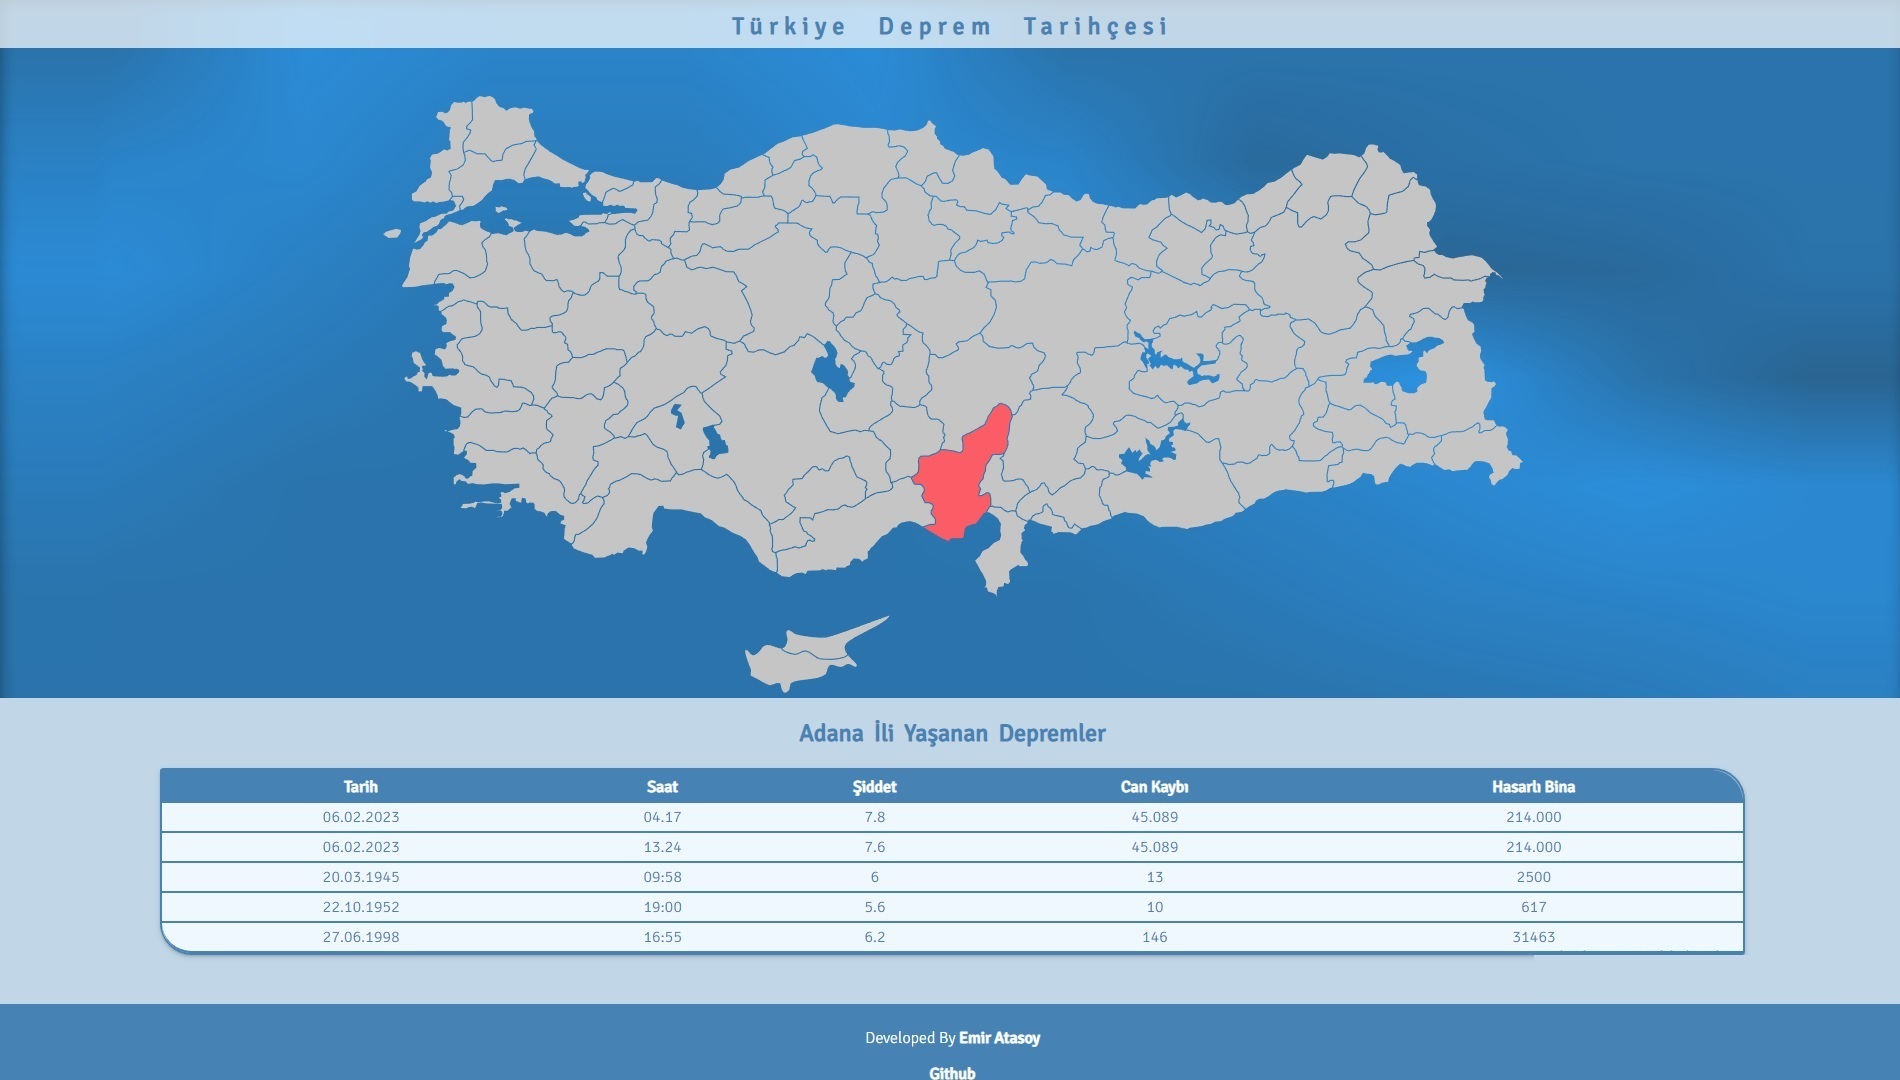 Türkiye Deprem Tarihçesi
Adana İli Yaşanan Depremler
Tarih Saat Şiddet Can Kaybı Hasarlı Bina
06.02.2023 04.17 7.8 45.089 214.000
06.02.2023 13.24 7.6 45.089 214.000
20.03.1945 09:58 6 13 2500
22.10.1952 19:00 5.6 10 617
27.06.1998 16:55 6.2 146 31463
Developed By Emir Atasoy
Github